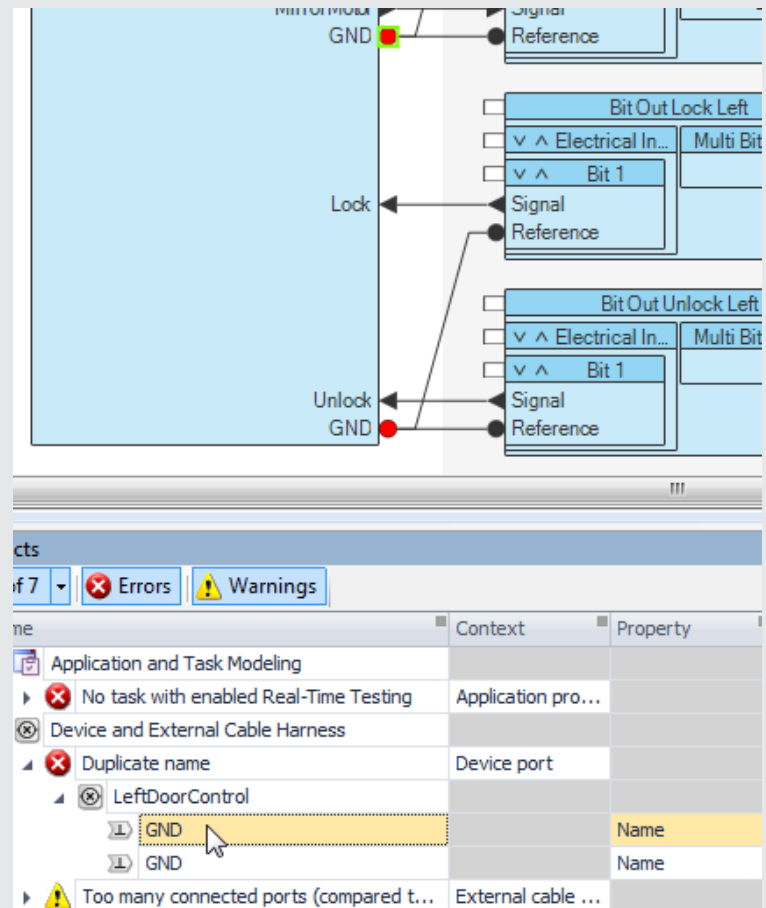 MirrorMotor
Signal
GND
Reference
Bit Out Lock Left
v ʌ Electrical In...
Multi Bit
v ʌ Bit 1
Lock
Signal
Reference
Bit Out Unlock Left
v ʌ Electrical In...
Multi Bit
v ʌ Bit 1
Unlock
Signal
GND
Reference
cts
of 7
Errors
Warnings
me
Context
Property
Application and Task Modeling
No task with enabled Real-Time Testing
Application pro...
Device and External Cable Harness
Duplicate name
Device port
LeftDoorControl
GND
Name
GND
Name
Too many connected ports (compared t...
External cable ...